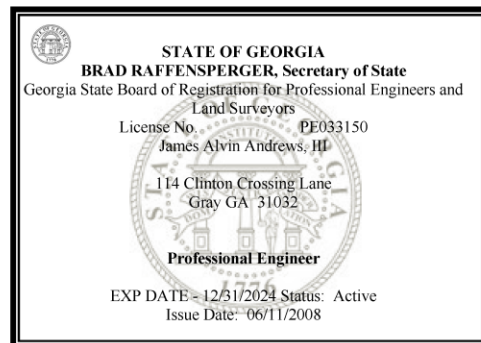 STATE OF GEORGIA
BRAD RAFFENSPERGER, Secretary of State
Georgia State Board of Registration for Professional Engineers and
Land Surveyors
License No. PE033150
James Alvin Andrews, III
114 Clinton Crossing Lane
Gray GA 31032
Professional Engineer
1776
EXP DATE - 12/31/2024 Status: Active
Issue Date: 06/11/2008